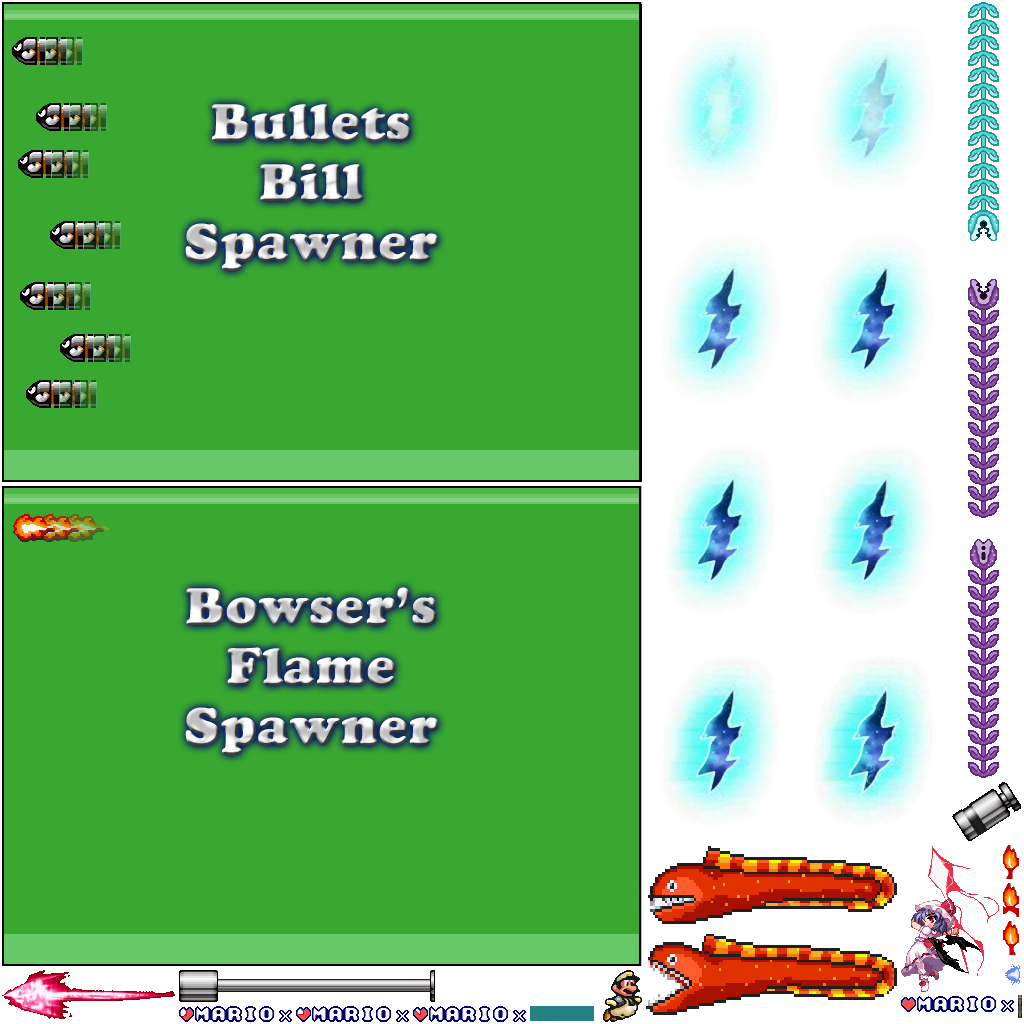 Bullets
Bill
Spawner
Bowser's
Flame
Spawner
MARIO x MARIO x MARIO x
MARIO x